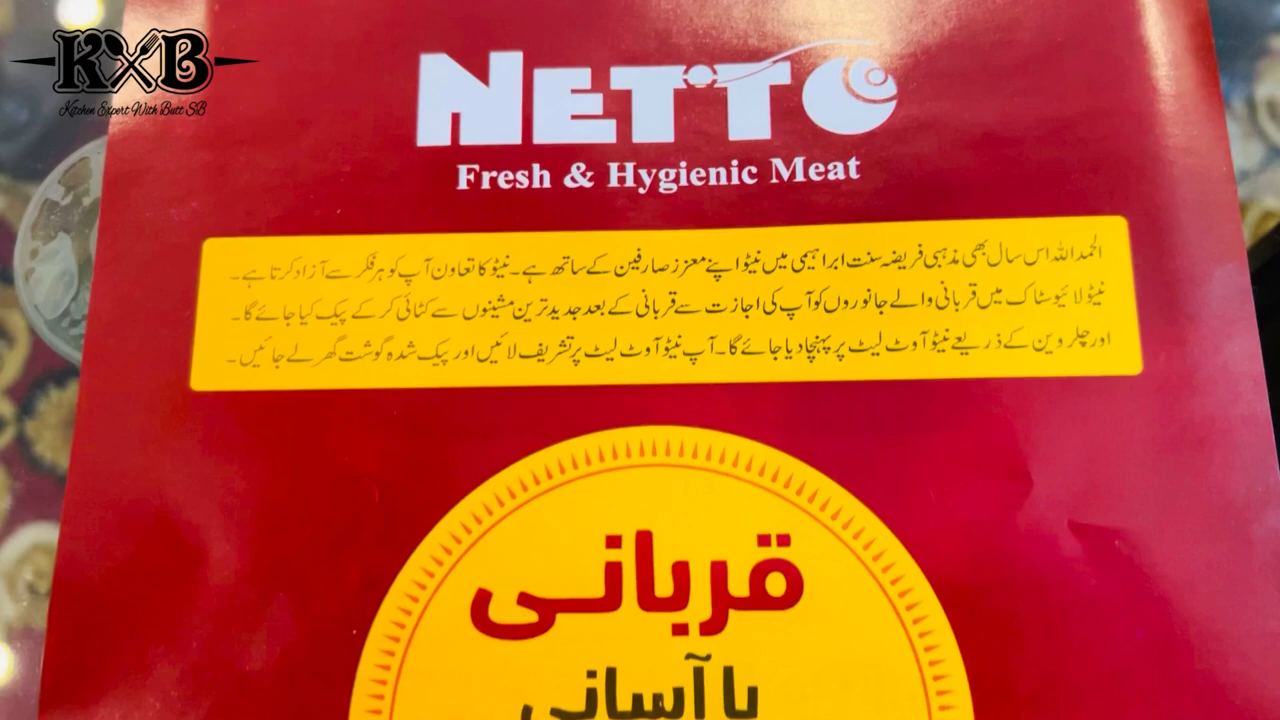 KXB
Kitchen Expert With Butt SB
NETTO
Fresh & Hygienic Meat
الحمداللہ اس سال بھی مذہبی فریضہ سنت ابراہیمی میں نیٹو اپنے معزز صارفین کے ساتھ ہے۔ نیٹو کا تعاون آپ کو ہر فکر سے آزاد کرتا ہے۔
نیٹو لائیوسٹاک میں قربانی والے جانوروں کو آپ کی اجازت سے قربانی کے بعد جدید ترین مشینوں سے کٹائی کر کے پیک کیا جائے گا۔
اور چلر وین کے ذریعے نیٹو آوٹ لیٹ پر پہنچا دیا جائے گا۔ آپ نیٹو آوٹ لیٹ پر تشریف لائیں اور پیک شدہ گوشت گھر لے جائیں۔
قربانی
با آسانی